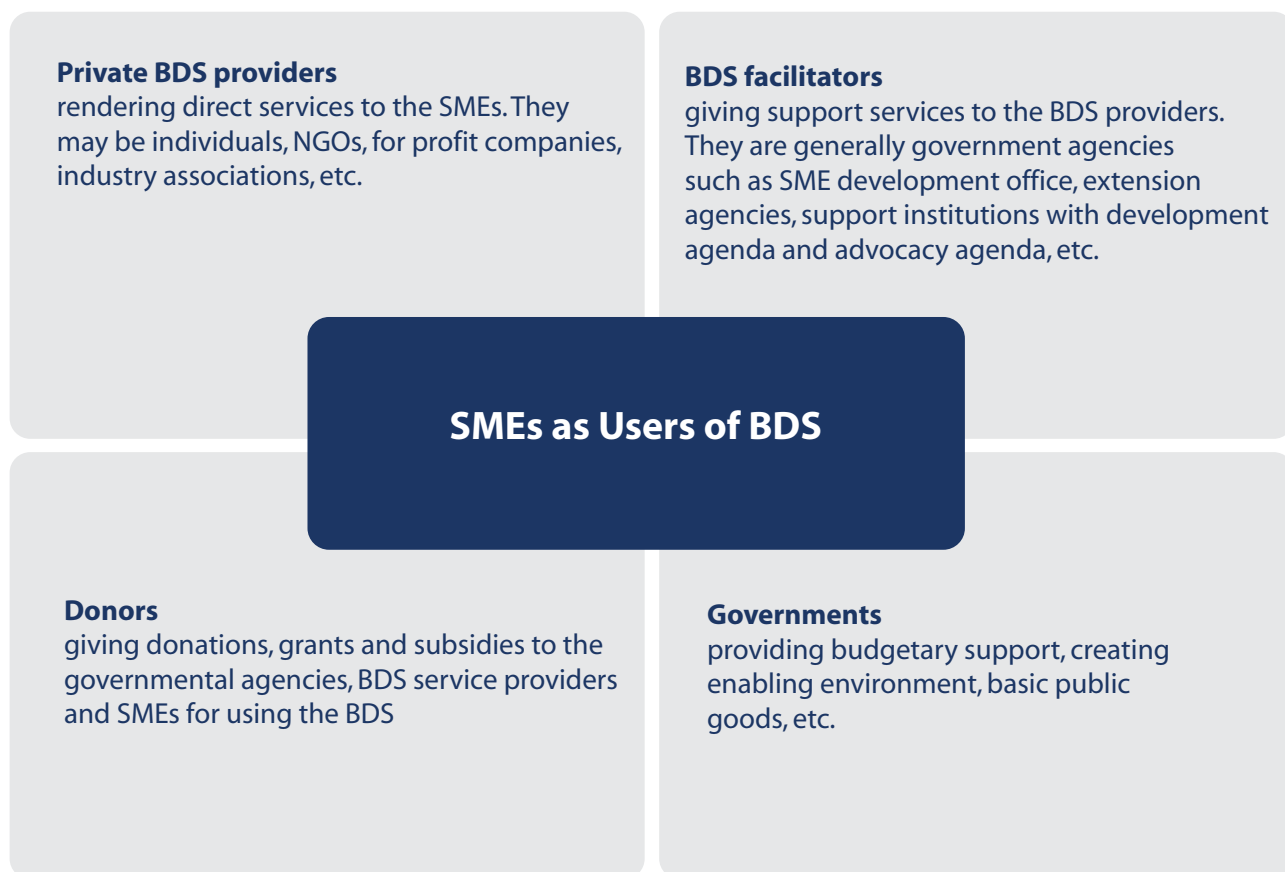 Private BDS providers
rendering direct services to the SMEs. They
may be individuals, NGOs, for profit companies,
industry associations, etc.
BDS facilitators
giving support services to the BDS providers.
They are generally government agencies
such as SME development office, extension
agencies, support institutions with development
agenda and advocacy agenda, etc.
SMEs as Users of BDS
Donors
giving donations, grants and subsidies to the
governmental agencies, BDS service providers
and SMEs for using the BDS
Governments
providing budgetary support, creating
enabling environment, basic public
goods, etc.